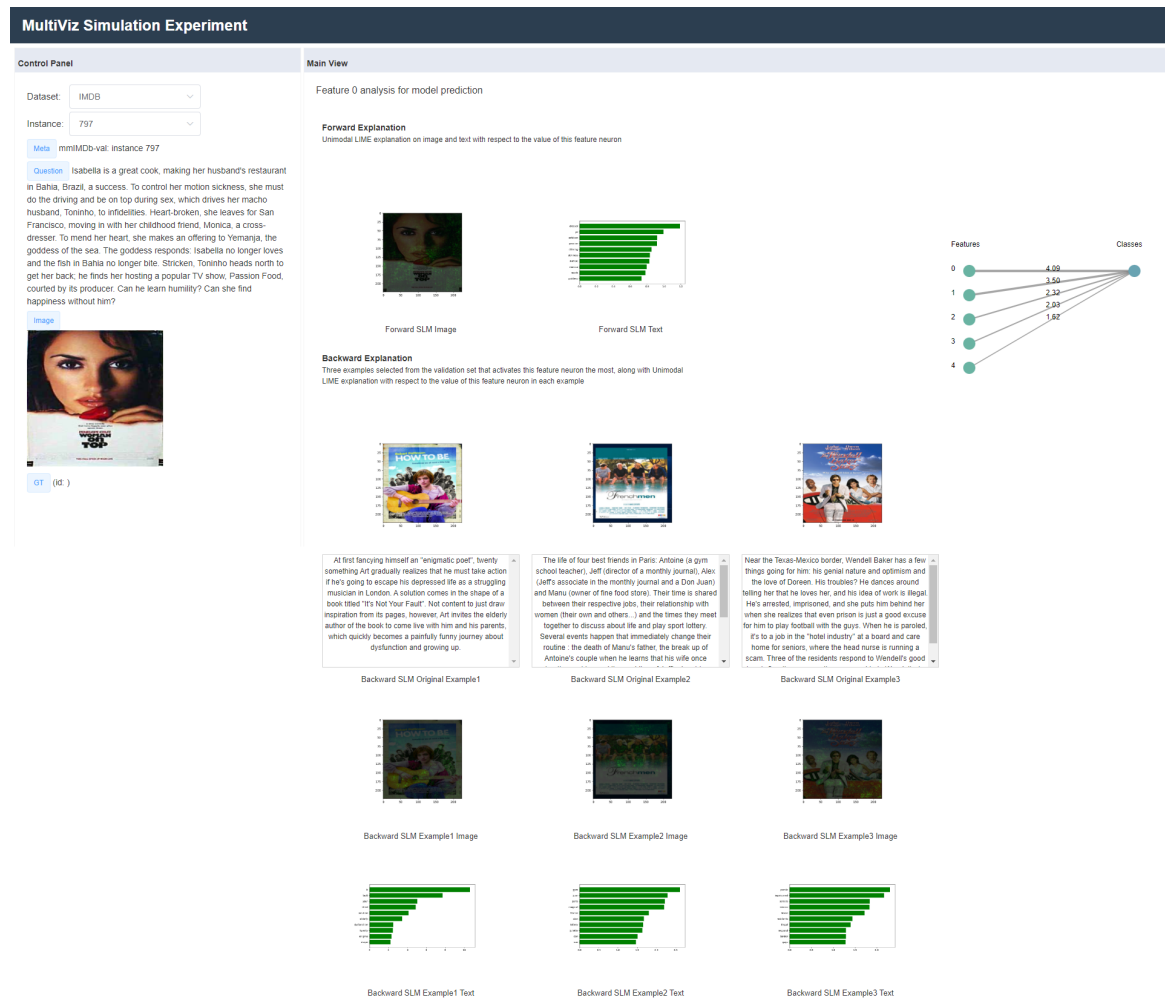 MultiViz Simulation Experiment
Control Panel
Dataset: IMDB
Instance: 797
Meta mmIMDb-val: instance 797
Question Isabella is a great cook, making her husband's restaurant
in Bahia, Brazil, a success. To control her motion sickness, she must
do the driving and be on top during sex, which drives her macho
husband, Toninho, to infidelities. Heart-broken, she leaves for San
Francisco, moving in with her childhood friend, Monica, a cross-
dresser. To mend her heart, she makes an offering to Yemanja, the
goddess of the sea. The goddess responds: Isabella no longer loves
and the fish in Bahia no longer bite. Stricken, Toninho heads north to
get her back; he finds her hosting a popular TV show, Passion Food,
courted by its producer. Can he learn humility? Can she find
happiness without him?
Image
WOMAN
ON
TOP
GT (id: )
Main View
Feature 0 analysis for model prediction
Forward Explanation
Unimodal LIME explanation on image and text with respect to the value of this feature neuron
Forward SLM Image
Forward SLM Text
Features Classes
0 4.09
3.50
1 2.32
2.03
2 1.62
3
4
Backward Explanation
Three examples selected from the validation set that activates this feature neuron the most, along with Unimodal
LIME explanation with respect to the value of this feature neuron in each example
HOW TO BE
Frenchmen
At first fancying himself an "enigmatic poet", twenty
something Art gradually realizes that he must take action
if he's going to escape his depressed life as a struggling
musician in London. A solution comes in the shape of a
book titled "It's Not Your Fault". Not content to just draw
inspiration from its pages, however, Art invites the elderly
author of the book to come live with him and his parents,
which quickly becomes a painfully funny journey about
dysfunction and growing up.
Backward SLM Original Example1
The life of four best friends in Paris: Antoine (a gym
school teacher), Jeff (director of a monthly journal), Alex
(Jeff's associate in the monthly journal and a Don Juan)
and Manu (owner of fine food store). Their time is shared
between their respective jobs, their relationship with
women (their own and others...) and the times they meet
together to discuss about life and play sport lottery.
Several events happen that immediately change their
routine : the death of Manu's father, the break up of
Antoine's couple when he learns that his wife once
Backward SLM Original Example2
Near the Texas-Mexico border, Wendell Baker has a few
things going for him: his genial nature and optimism and
the love of Doreen. His troubles? He dances around
telling her that he loves her, and his idea of work is illegal.
He's arrested, imprisoned, and she puts him behind her
when she realizes that even prison is just a good excuse
for him to play football with the guys. When he is paroled,
it's to a job in the "hotel industry" at a board and care
home for seniors, where the head nurse is running a
scam. Three of the residents respond to Wendell's good
Backward SLM Original Example3
HOW TO BE
Frenchmen
Backward SLM Example1 Image
Backward SLM Example2 Image
Backward SLM Example3 Image
Backward SLM Example1 Text
Backward SLM Example2 Text
Backward SLM Example3 Text